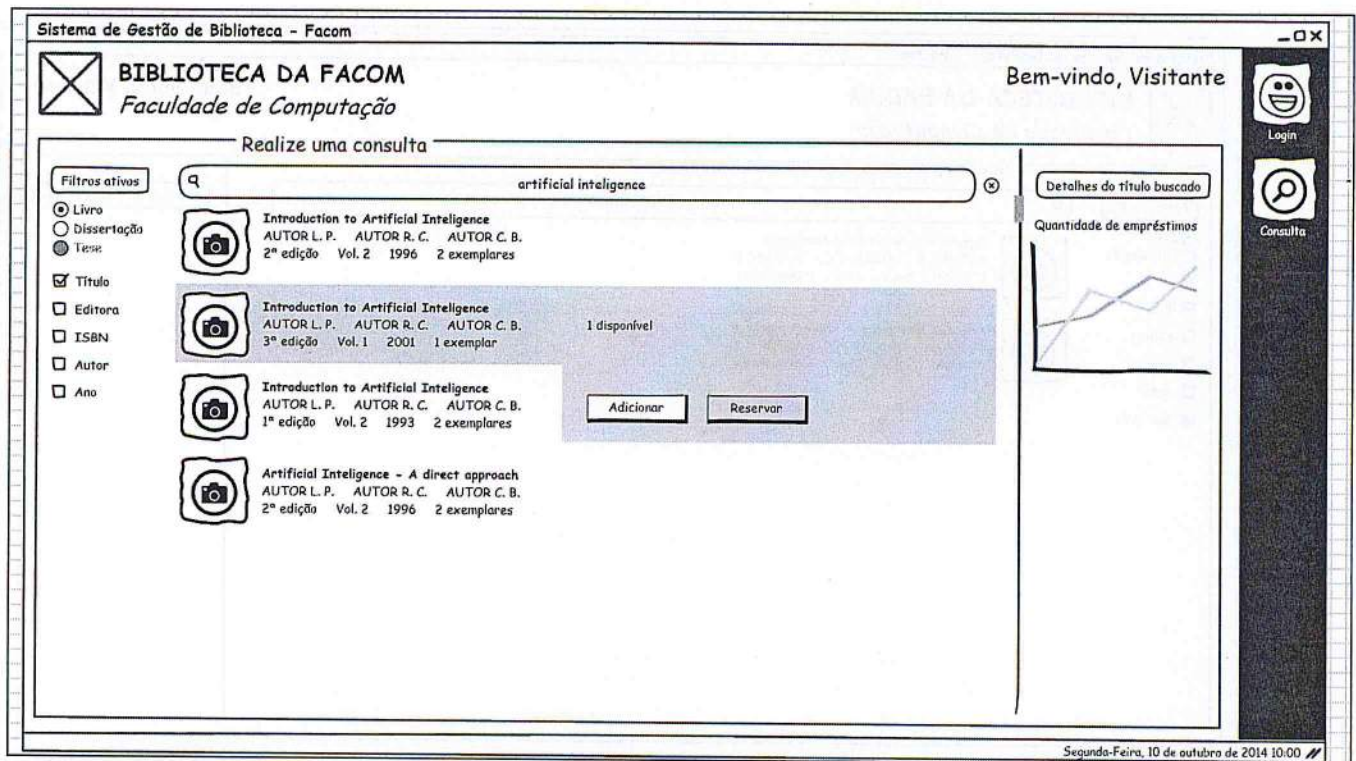 Sistema de Gestão de Biblioteca - Facom
BIBLIOTECA DA FACOM
Faculdade de Computação
Bem-vindo, Visitante
Login
Consulta
Realize uma consulta
Filtros ativos
Livro
Dissertação
Tese
Título
Editora
ISBN
Autor
Ano
artificial inteligence
Introduction to Artificial Inteligence
AUTOR L. P. AUTOR R. C. AUTOR C. B.
2ª edição Vol. 2 1996 2 exemplares
Introduction to Artificial Inteligence
AUTOR L. P. AUTOR R. C. AUTOR C. B.
3ª edição Vol. 1 2001 1 exemplar
1 disponível
Introduction to Artificial Inteligence
AUTOR L. P. AUTOR R. C. AUTOR C. B.
1ª edição Vol. 2 1993 2 exemplares
Adicionar Reservar
Artificial Inteligence - A direct approach
AUTOR L. P. AUTOR R. C. AUTOR C. B.
2ª edição Vol. 2 1996 2 exemplares
Detalhes do título buscado
Quantidade de empréstimos
Segunda-Feira, 10 de outubro de 2014 10:00